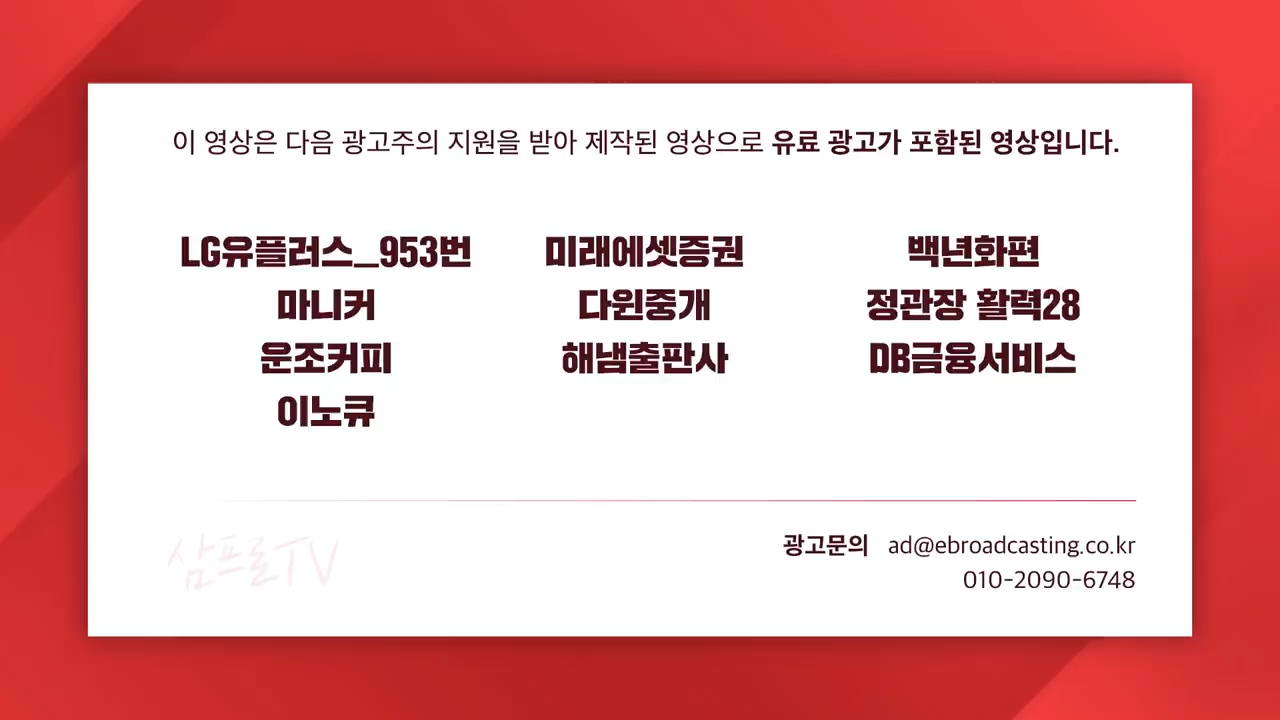 이 영상은 다음 광고주의 지원을 받아 제작된 영상으로 유료 광고가 포함된 영상입니다.
LG유플러스_953번 미래에셋증권 백년화편
마니커 다윈중개 정관장 활력28
운조커피 해냄출판사 DB금융서비스
이노큐
삼프로TV
광고문의 ad@ebroadcasting.co.kr
010-2090-6748